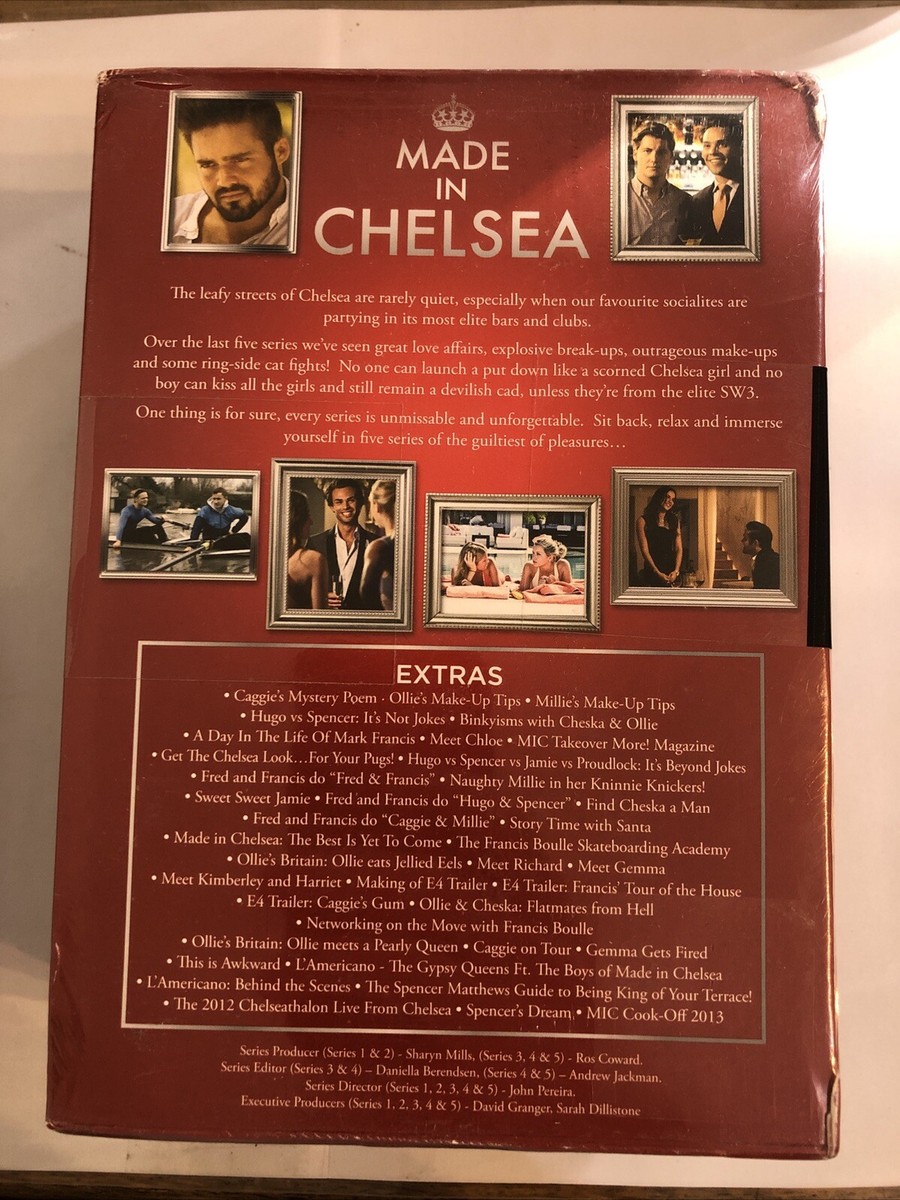 MADE
IN
CHELSEA
The leafy streets of Chelsea are rarely quiet, especially when our favourite socialites are
partying in its most elite bars and clubs.
Over the last five series we've seen great love affairs, explosive break-ups, outrageous make-ups
and some ring-side cat fights! No one can launch a put down like a scorned Chelsea girl and no
boy can kiss all the girls and still remain a devilish cad, unless they're from the elite SW3.
One thing is for sure, every series is unmissable and unforgettable. Sit back, relax and immerse
yourself in five series of the guiltiest of pleasures…
EXTRAS
• Caggie's Mystery Poem - Ollie's Make-Up Tips • Millie's Make-Up Tips
• Hugo vs Spencer: It's Not Jokes • Binkyisms with Cheska & Ollie
• A Day In The Life Of Mark Francis • Meet Chloe • MIC Takeover More! Magazine
• Get The Chelsea Look…For Your Pugs! • Hugo vs Spencer vs Jamie vs Proudlock: It's Beyond Jokes
• Fred and Francis do "Fred & Francis" • Naughty Millie in her Kninnie Knickers!
• Sweet Sweet Jamie • Fred and Francis do "Hugo & Spencer" • Find Cheska a Man
• Fred and Francis do "Caggie & Millie" • Story Time with Santa
• Made in Chelsea: The Best Is Yet To Come • The Francis Boulle Skateboarding Academy
• Ollie's Britain: Ollie eats Jellied Eels • Meet Richard • Meet Gemma
• Meet Kimberley and Harriet • Making of E4 Trailer • E4 Trailer: Francis' Tour of the House
• E4 Trailer: Caggie's Gum • Ollie & Cheska: Flatmates from Hell
• Networking on the Move with Francis Boulle
• Ollie's Britain: Ollie meets a Pearly Queen • Caggie on Tour • Gemma Gets Fired
• This is Awkward • L'Americano - The Gypsy Queens Ft. The Boys of Made in Chelsea
• L'Americano: Behind the Scenes • The Spencer Matthews Guide to Being King of Your Terrace!
• The 2012 Chelseathalon Live From Chelsea • Spencer's Dream • MIC Cook-Off 2013
Series Producer (Series 1 & 2) - Sharyn Mills, (Series 3, 4 & 5) - Ros Coward.
Series Editor (Series 3 & 4) – Daniella Berendsen, (Series 4 & 5) – Andrew Jackman.
Series Director (Series 1, 2, 3, 4 & 5) - John Pereira.
Executive Producers (Series 1, 2, 3, 4 & 5) - David Granger, Sarah Dillistone